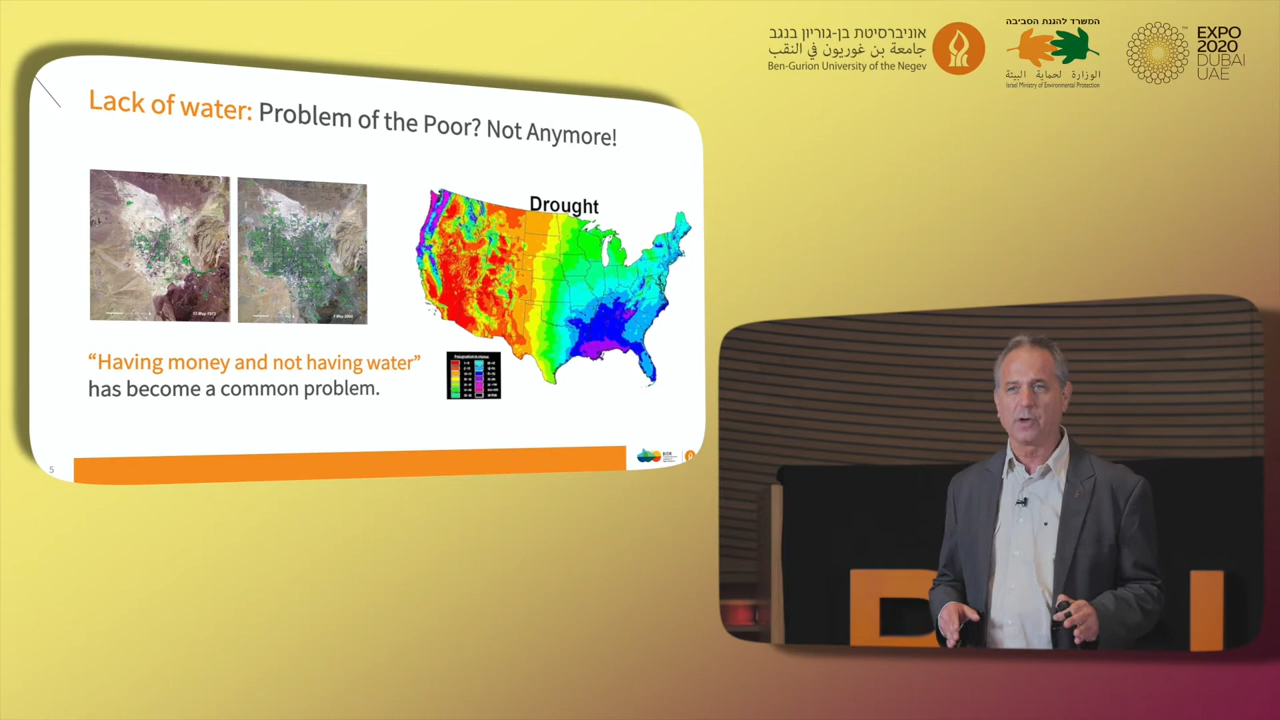 Lack of water: Problem of the Poor? Not Anymore!
Drought
“Having money and not having water”
has become a common problem.
5
אוניברסיטת בן-גוריון בנגב
جامعة بن غوريون في النقب
Ben-Gurion University of the Negev
המשרד להגנת הסביבה
الوزارة لحماية البيئة
Israel Ministry of Environmental Protection
EXPO
2020
DUBAI
UAE